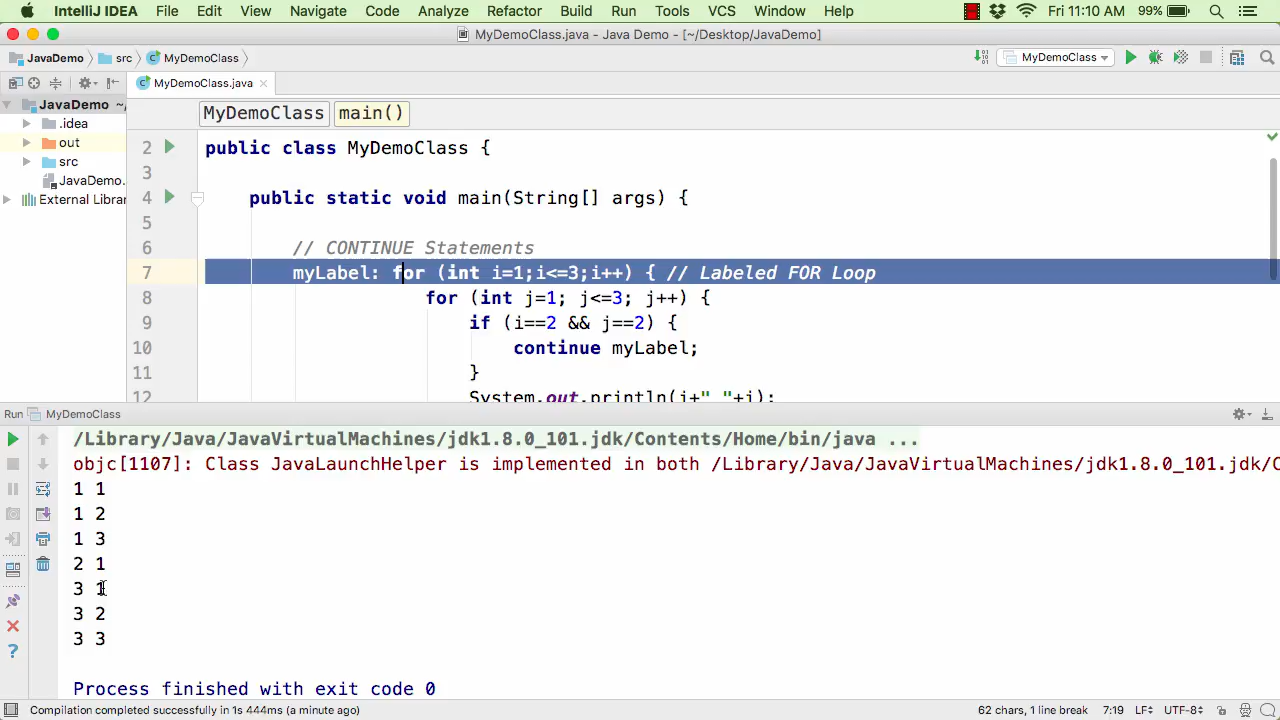 IntelliJ IDEA File Edit View Navigate Code Analyze Refactor Build Run Tools VCS Window Help Fri 11:10 AM 99%
MyDemoClass.java - Java Demo - [~/Desktop/JavaDemo]
JavaDemo src MyDemoClass MyDemoClass
MyDemoClass.java
JavaDemo ~,
.idea
out
src
JavaDemo.
External Librar
MyDemoClass main()
2 public class MyDemoClass {
3
4 public static void main(String[] args) {
5
6 // CONTINUE Statements
7 myLabel: for (int i=1;i<=3;i++) { // Labeled FOR Loop
8 for (int j=1; j<=3; j++) {
9 if (i==2 && j==2) {
10 continue myLabel;
11 }
12 System.out.println(i+" "+j);
Run MyDemoClass
/Library/Java/JavaVirtualMachines/jdk1.8.0_101.jdk/Contents/Home/bin/java ...
objc[1107]: Class JavaLaunchHelper is implemented in both /Library/Java/JavaVirtualMachines/jdk1.8.0_101.jdk/C
1 1
1 2
1 3
2 1
3 1
3 2
3 3
Process finished with exit code 0
Compilation completed successfully in 1s 444ms (a minute ago) 62 chars, 1 line break 7:19 LF÷ UTF-8÷